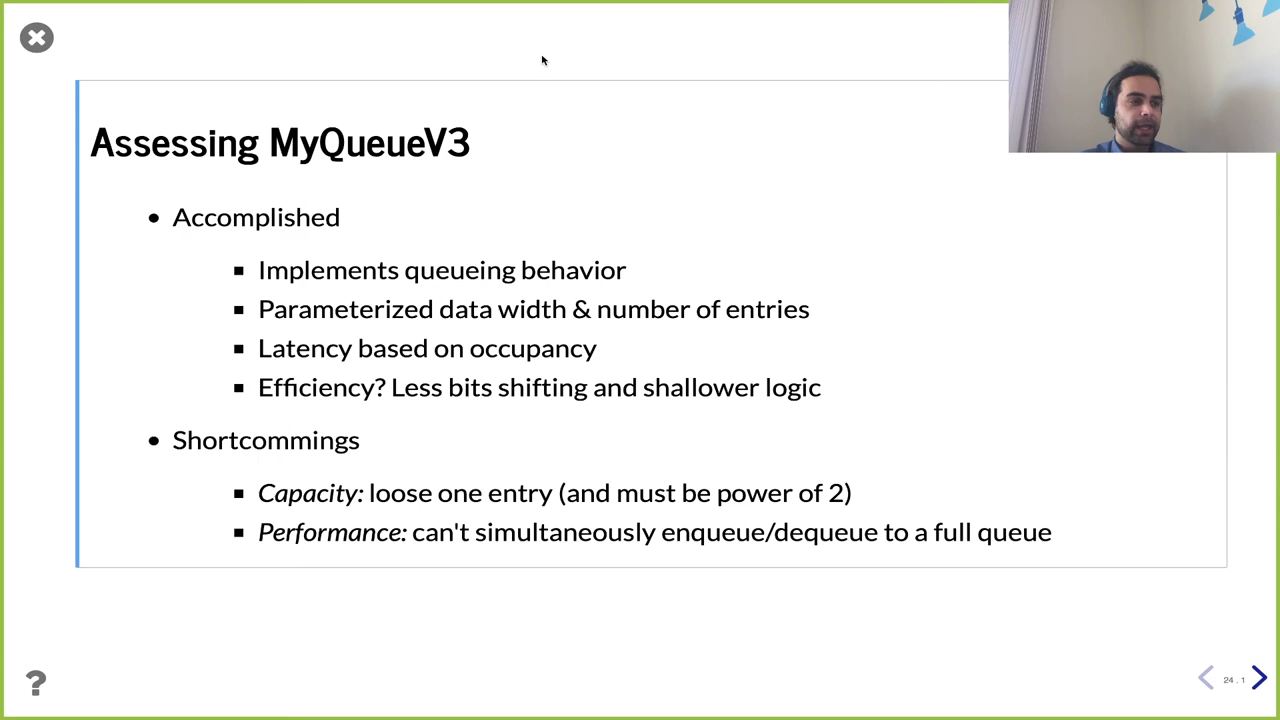 Assessing MyQueueV3
• Accomplished
▪ Implements queueing behavior
▪ Parameterized data width & number of entries
▪ Latency based on occupancy
▪ Efficiency? Less bits shifting and shallower logic
• Shortcommings
▪ Capacity: loose one entry (and must be power of 2)
▪ Performance: can't simultaneously enqueue/dequeue to a full queue
?
24 . 1